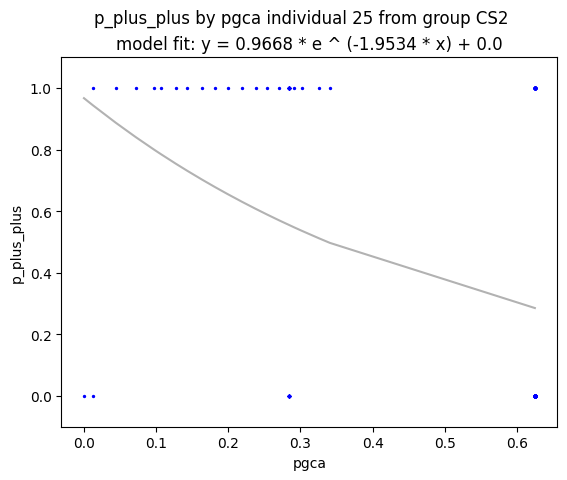 p_plus_plus by pgca individual 25 from group CS2
model fit: y = 0.9668 * e ^ (-1.9534 * x) + 0.0
1.0
0.8
0.6
0.4
0.2
0.0
p_plus_plus
0.0 0.1 0.2 0.3 0.4 0.5 0.6
pgca